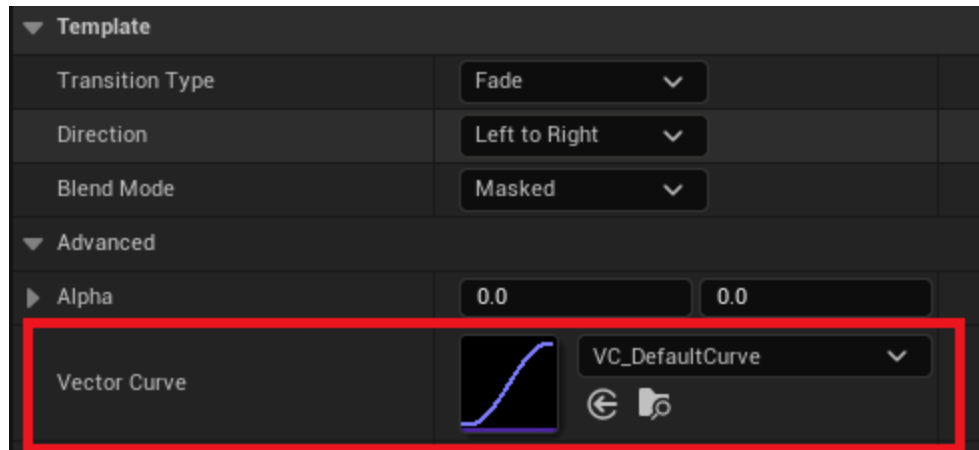 Template
Transition Type
Fade
Direction
Left to Right
Blend Mode
Masked
Advanced
Alpha
0.0
0.0
Vector Curve
VC_DefaultCurve